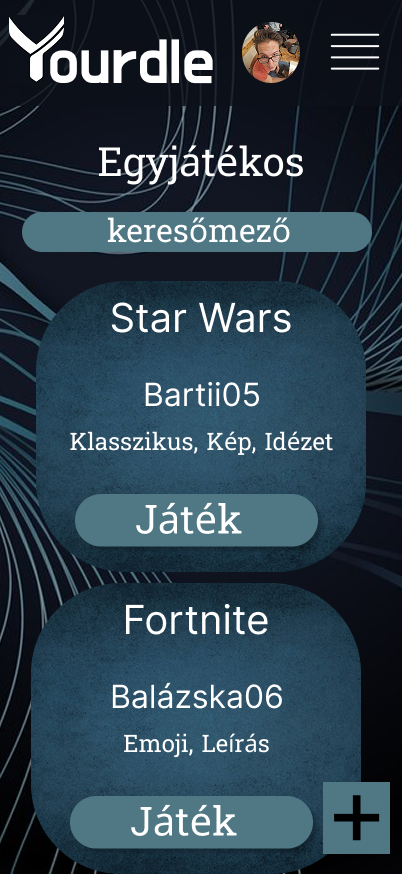 Yourdle
Egyjátékos
keresőmező
Star Wars
Bartii05
Klasszikus, Kép, Idézet
Játék
Fortnite
Balázska06
Emoji, Leírás
Játék
+